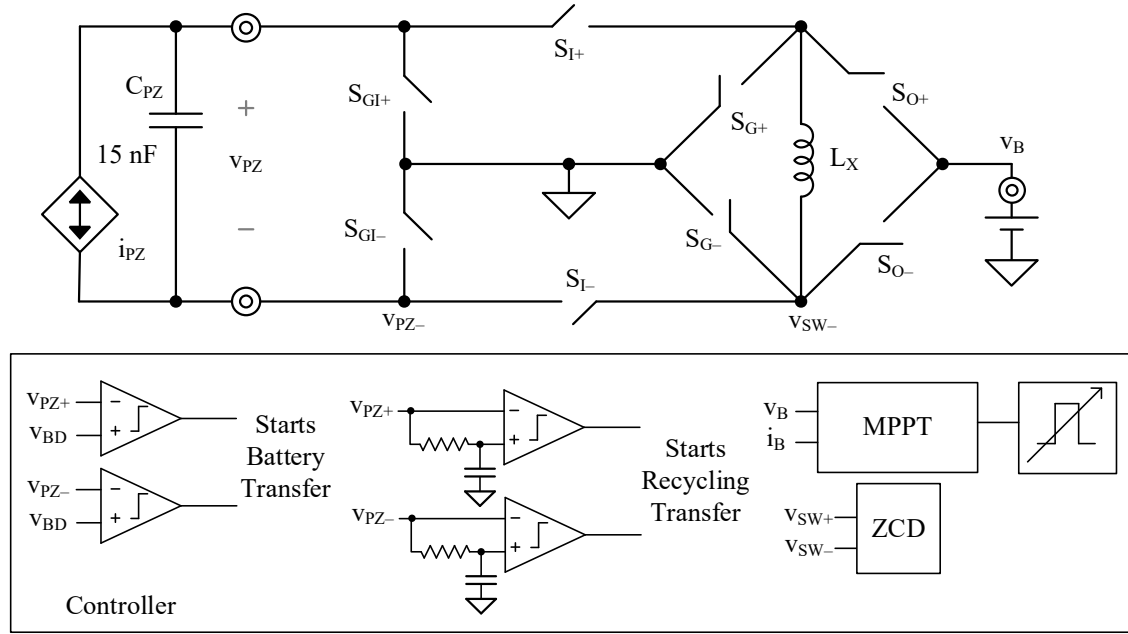 S_I+
C_PZ
S_GI+
S_G+
S_O+
+
15 nF
v_PZ
L_X
v_B
−
i_PZ
S_GI−
S_G−
S_O−
S_I−
v_PZ−
v_SW−
v_PZ+
−
v_BD
+
v_PZ−
−
v_BD
+
Starts
Battery
Transfer
v_PZ+
−
+
v_PZ−
−
+
Starts
Recycling
Transfer
v_B
i_B
MPPT
v_SW+
v_SW−
ZCD
Controller